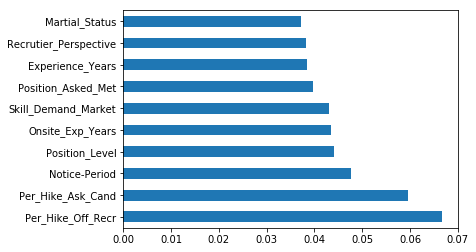 Martial_Status
Recrutier_Perspective
Experience_Years
Position_Asked_Met
Skill_Demand_Market
Onsite_Exp_Years
Position_Level
Notice-Period
Per_Hike_Ask_Cand
Per_Hike_Off_Recr
0.00 0.01 0.02 0.03 0.04 0.05 0.06 0.07